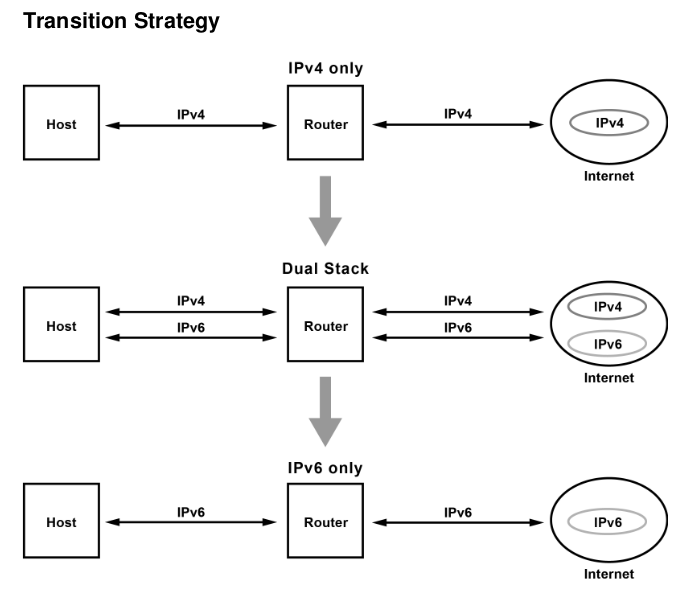 Transition Strategy
IPv4 only
Host
IPv4
Router
IPv4
IPv4
Internet
Dual Stack
Host
IPv4
IPv6
Router
IPv4
IPv6
IPv4
IPv6
Internet
IPv6 only
Host
IPv6
Router
IPv6
IPv6
Internet